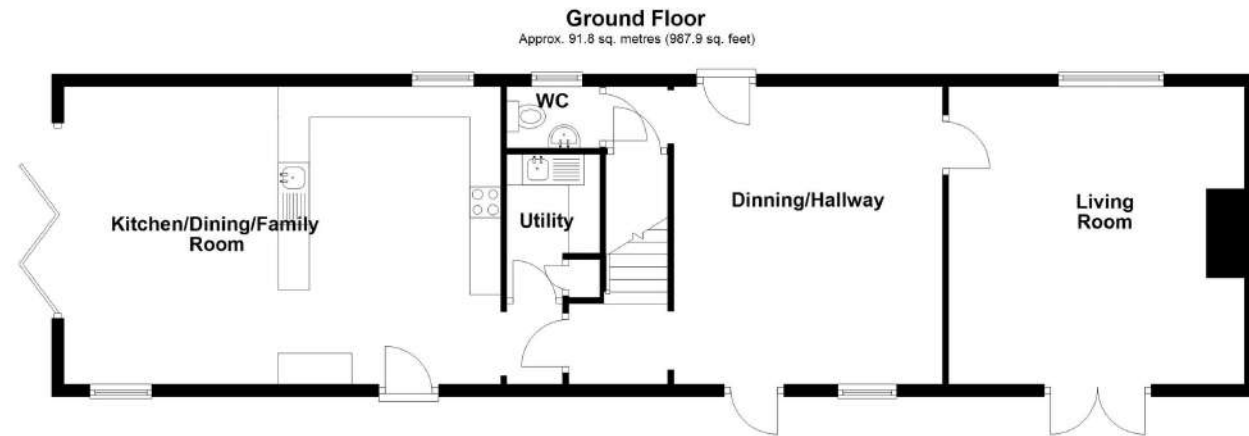 Ground Floor
Approx. 91.8 sq. metres (987.9 sq. feet)
WC
Kitchen/Dining/Family
Room
Utility
Dinning/Hallway
Living
Room